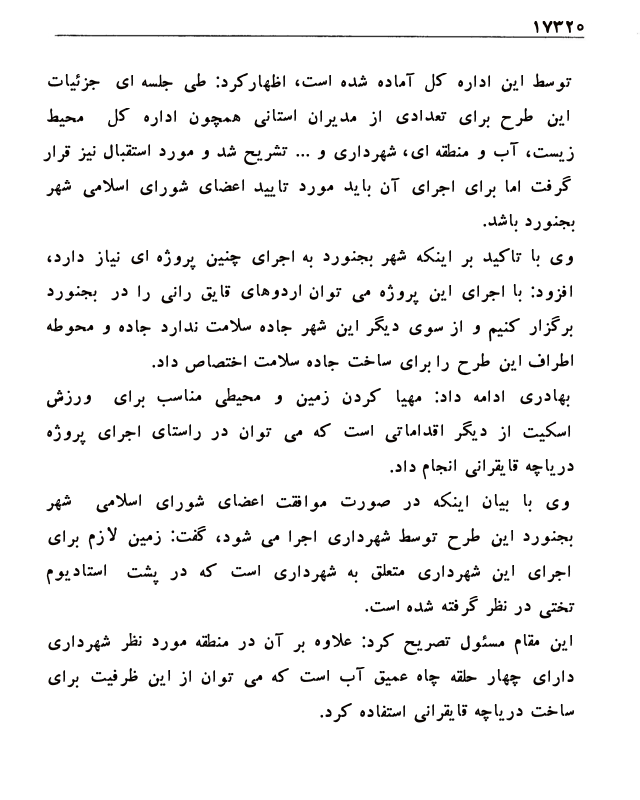 ۱۷۳۲۰
توسط این اداره کل آماده شده است، اظهارکرد: طی جلسه ای جزئیات
این طرح برای تعدادی از مدیران استانی همچون اداره کل محیط
زیست، آب و منطقه ای، شهرداری و ... تشریح شد و مورد استقبال نیز قرار
گرفت اما برای اجرای آن باید مورد تایید اعضای شورای اسلامی شهر
بجنورد باشد.
وی با تاکید بر اینکه شهر بجنورد به اجرای چنین پروژه ای نیاز دارد،
افزود: با اجرای این پروژه می توان اردوهای قایق رانی را در بجنورد
برگزار کنیم و از سوی دیگر این شهر جاده سلامت ندارد جاده و محوطه
اطراف این طرح را برای ساخت جاده سلامت اختصاص داد.
بهادری ادامه داد: مهیا کردن زمین و محیطی مناسب برای ورزش
اسکیت از دیگر اقداماتی است که می توان در راستای اجرای پروژه
دریاچه قایقرانی انجام داد.
وی با بیان اینکه در صورت موافقت اعضای شورای اسلامی شهر
بجنورد این طرح توسط شهرداری اجرا می شود، گفت: زمین لازم برای
اجرای این شهرداری متعلق به شهرداری است که در پشت استادیوم
تختی در نظر گرفته شده است.
این مقام مسئول تصریح کرد: علاوه بر آن در منطقه مورد نظر شهرداری
دارای چهار حلقه چاه عمیق آب است که می توان از این ظرفیت برای
ساخت دریاچه قایقرانی استفاده کرد.